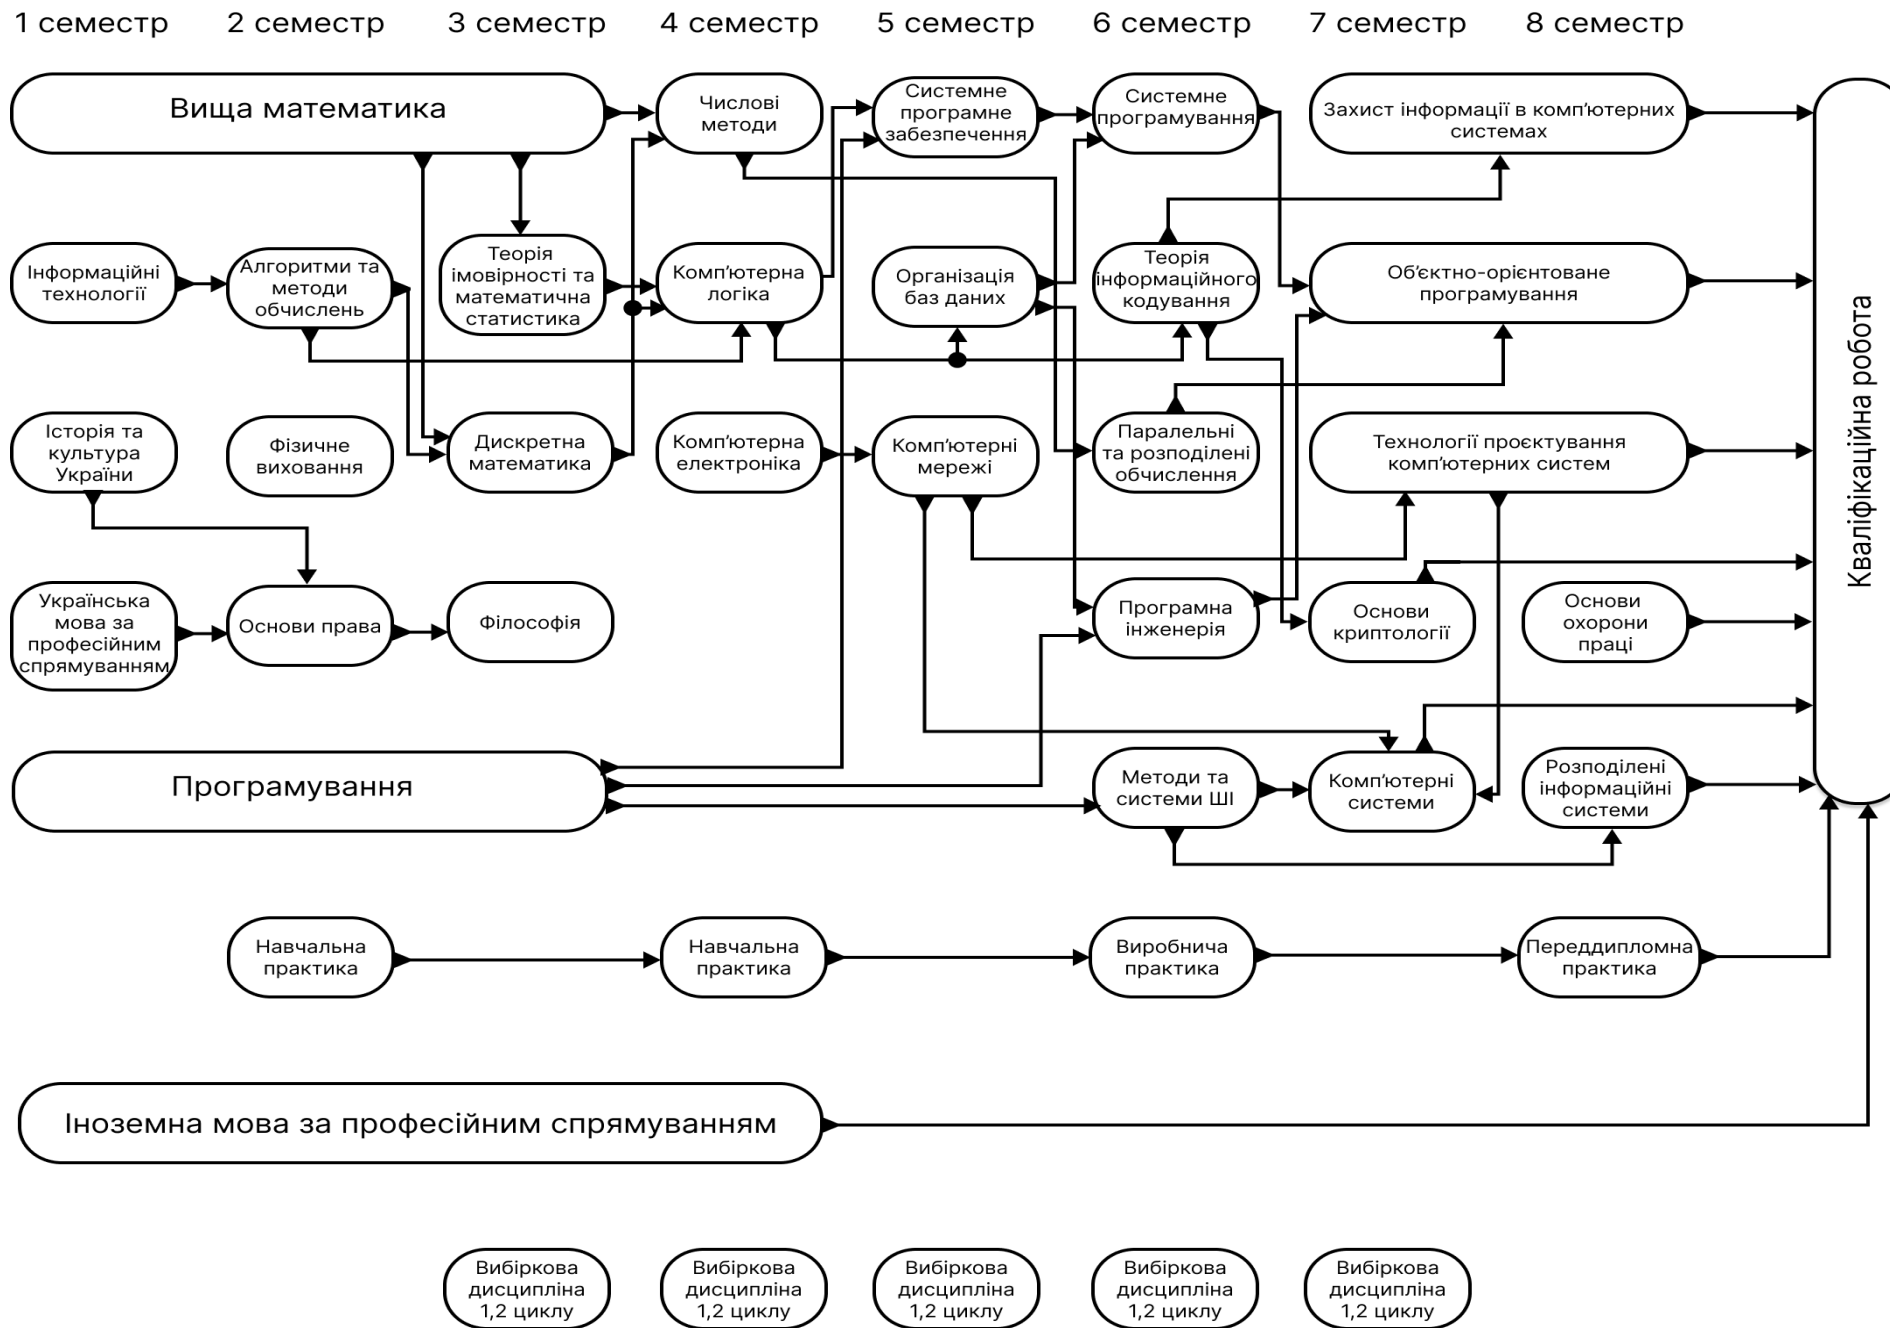 1 семестр
2 семестр
3 семестр
4 семестр
5 семестр
6 семестр
7 семестр
8 семестр
Вища математика
Числові
методи
Системне
програмне
забезпечення
Системне
програмування
Захист інформації в комп'ютерних
системах
Інформаційні
технології
Алгоритми та
методи
обчислень
Теорія
імовірності та
математична
статистика
Комп'ютерна
логіка
Організація
баз даних
Теорія
інформаційного
кодування
Об'єктно-орієнтоване
програмування
Кваліфікаційна робота
Історія та
культура
України
Фізичне
виховання
Дискретна
математика
Комп'ютерна
електроніка
Комп'ютерні
мережі
Паралельні
та розподілені
обчислення
Технології проєктування
комп'ютерних систем
Українська
мова за
професійним
спрямуванням
Основи права
Філософія
Програмна
інженерія
Основи
криптології
Основи
охорони
праці
Програмування
Методи та
системи ШІ
Комп'ютерні
системи
Розподілені
інформаційні
системи
Навчальна
практика
Навчальна
практика
Виробнича
практика
Переддипломна
практика
Іноземна мова за професійним спрямуванням
Вибіркова
дисципліна
1,2 циклу
Вибіркова
дисципліна
1,2 циклу
Вибіркова
дисципліна
1,2 циклу
Вибіркова
дисципліна
1,2 циклу
Вибіркова
дисципліна
1,2 циклу